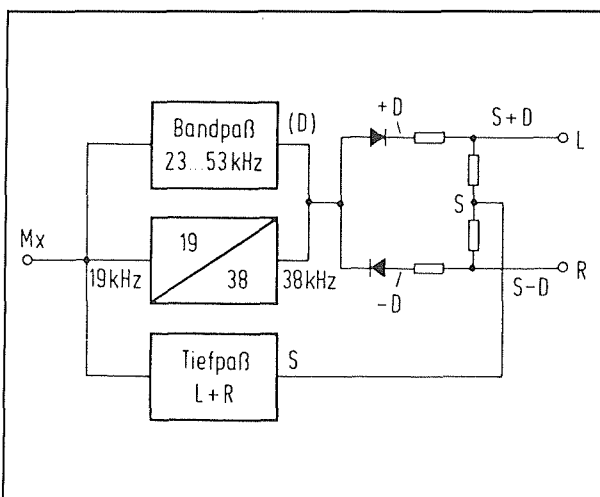 Bandpaß
23...53kHz
(D)
+D
S+D
L
Mx
19kHz
19
38
38kHz
S
-D
S-D
R
Tiefpaß
L+R
S